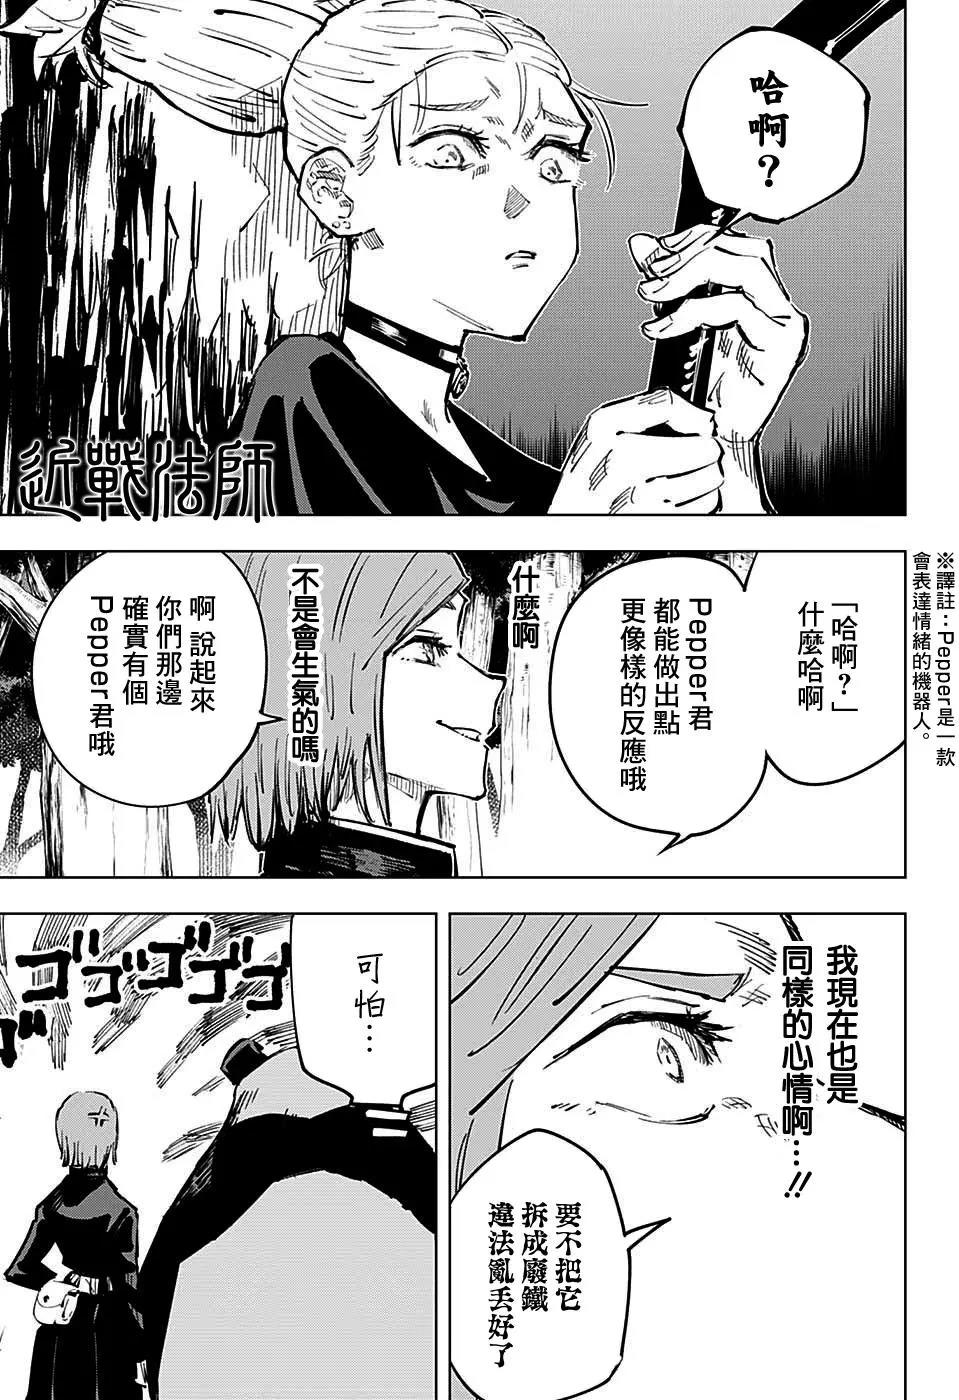 哈啊？
近戰法師
※譯註：Pepper是一款
會表達情緒的機器人。
「哈啊？」
什麼哈啊
Pepper君
都能做出點
更像樣的反應哦
什麼啊
不是會生氣的嗎
啊 說起來
你們那邊
確實有個
Pepper君哦
我現在也是
同樣的心情啊…!!
要不把它
拆成廢鐵
違法亂丟好了
可怕…
ゴゴゴゴゴ